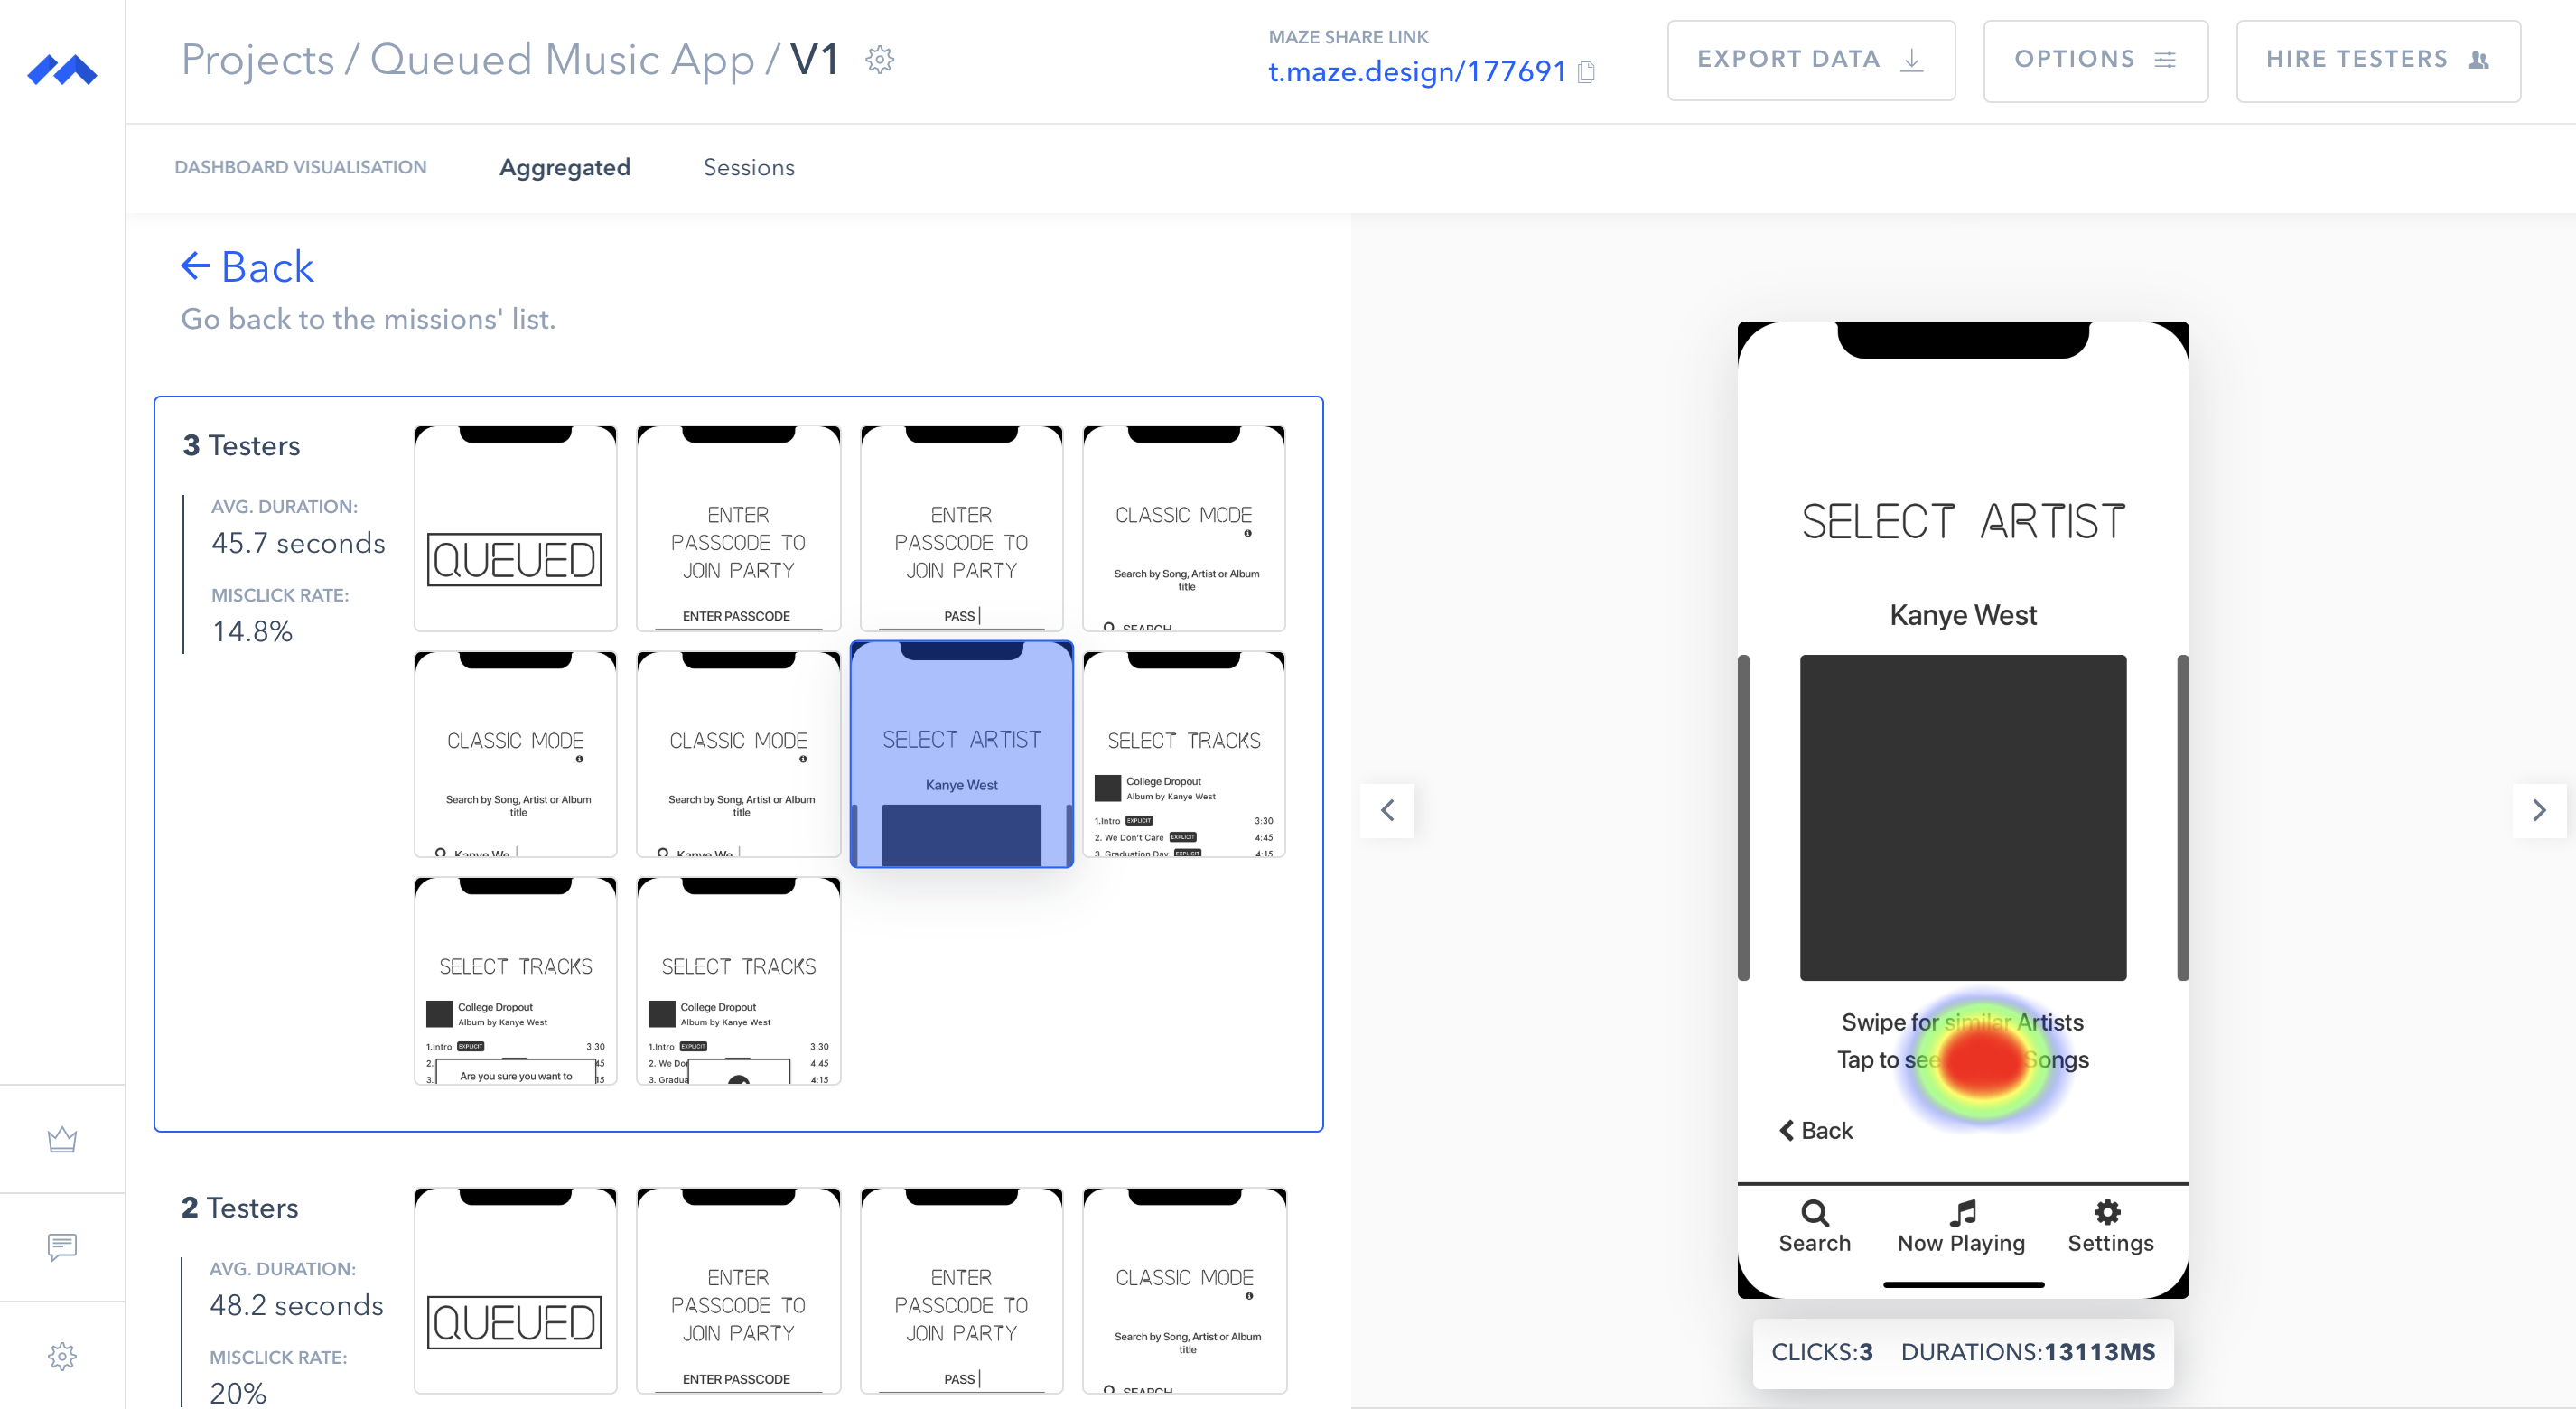 Projects / Queued Music App / V1
MAZE SHARE LINK
t.maze.design/177691
EXPORT DATA
OPTIONS
HIRE TESTERS
DASHBOARD VISUALISATION
Aggregated
Sessions
Back
Go back to the missions' list.
3 Testers
AVG. DURATION:
45.7 seconds
MISCLICK RATE:
14.8%
QUEUED
ENTER
PASSCODE TO
JOIN PARTY
ENTER PASSCODE
ENTER
PASSCODE TO
JOIN PARTY
PASS
CLASSIC MODE
Search by Song, Artist or Album
title
SEARCH
CLASSIC MODE
Search by Song, Artist or Album
title
Kanye We
CLASSIC MODE
Search by Song, Artist or Album
title
Kanye We
SELECT ARTIST
Kanye West
SELECT TRACKS
College Dropout
Album by Kanye West
1.Intro EXPLICIT 3:30
2. We Don't Care EXPLICIT 4:45
3. Graduation Day EXPLICIT 4:15
SELECT TRACKS
College Dropout
Album by Kanye West
1.Intro EXPLICIT 3:30
2. 45
3. Are you sure you want to 15
SELECT TRACKS
College Dropout
Album by Kanye West
1.Intro EXPLICIT 3:30
2. We Do 4:45
3. Gradua 4:15
2 Testers
AVG. DURATION:
48.2 seconds
MISCLICK RATE:
20%
QUEUED
ENTER
PASSCODE TO
JOIN PARTY
ENTER PASSCODE
ENTER
PASSCODE TO
JOIN PARTY
PASS
CLASSIC MODE
Search by Song, Artist or Album
title
SEARCH
SELECT ARTIST
Kanye West
Swipe for similar Artists
Tap to see Songs
Back
Search
Now Playing
Settings
CLICKS:3 DURATIONS:13113MS